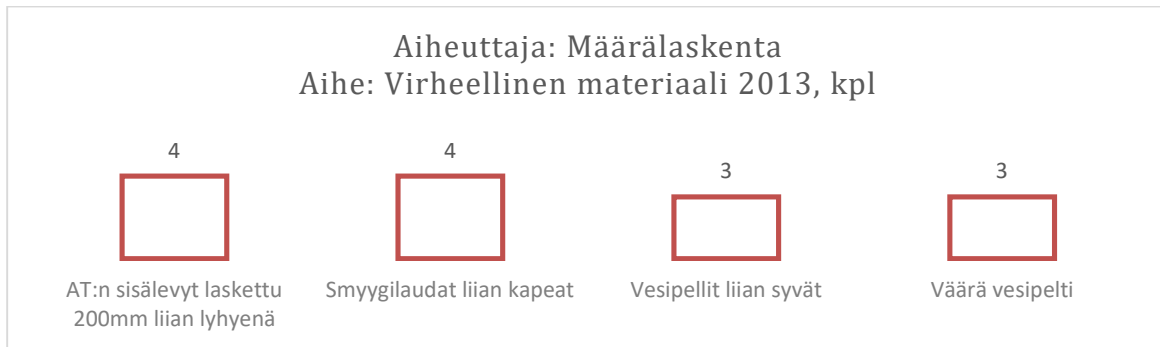 Aiheuttaja: Määrälaskenta
Aihe: Virheellinen materiaali 2013, kpl
4
4
3
3
AT:n sisälevyt laskettu
200mm liian lyhyenä
Smyygilaudat liian kapeat
Vesipellit liian syvät
Väärä vesipelti